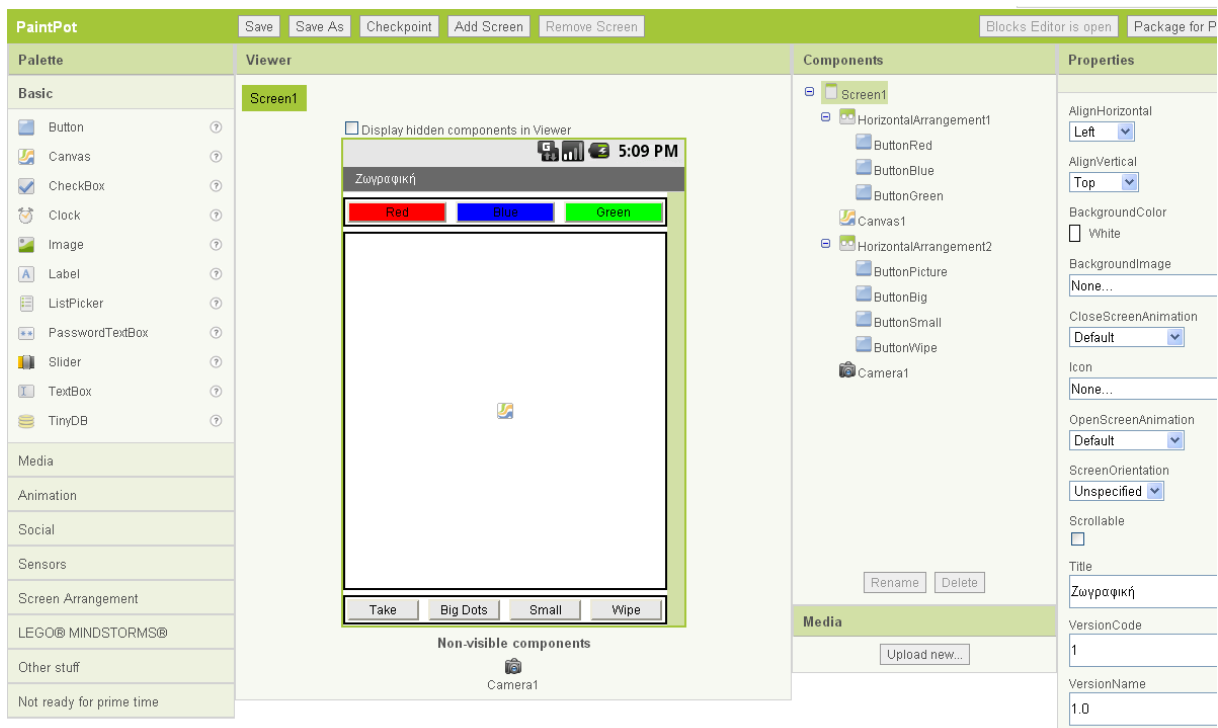 PaintPot
Save
Save As
Checkpoint
Add Screen
Remove Screen
Blocks Editor is open
Package for P
Palette
Basic
Button
Canvas
CheckBox
Clock
Image
Label
ListPicker
PasswordTextBox
Slider
TextBox
TinyDB
Media
Animation
Social
Sensors
Screen Arrangement
LEGO® MINDSTORMS®
Other stuff
Not ready for prime time
Viewer
Screen1
Display hidden components in Viewer
5:09 PM
Ζωγραφική
Red
Blue
Green
Take
Big Dots
Small
Wipe
Non-visible components
Camera1
Components
Screen1
HorizontalArrangement1
ButtonRed
ButtonBlue
ButtonGreen
Canvas1
HorizontalArrangement2
ButtonPicture
ButtonBig
ButtonSmall
ButtonWipe
Camera1
Rename
Delete
Media
Upload new...
Properties
AlignHorizontal
Left
AlignVertical
Top
BackgroundColor
White
BackgroundImage
None...
CloseScreenAnimation
Default
Icon
None...
OpenScreenAnimation
Default
ScreenOrientation
Unspecified
Scrollable
Title
Ζωγραφική
VersionCode
1
VersionName
1.0